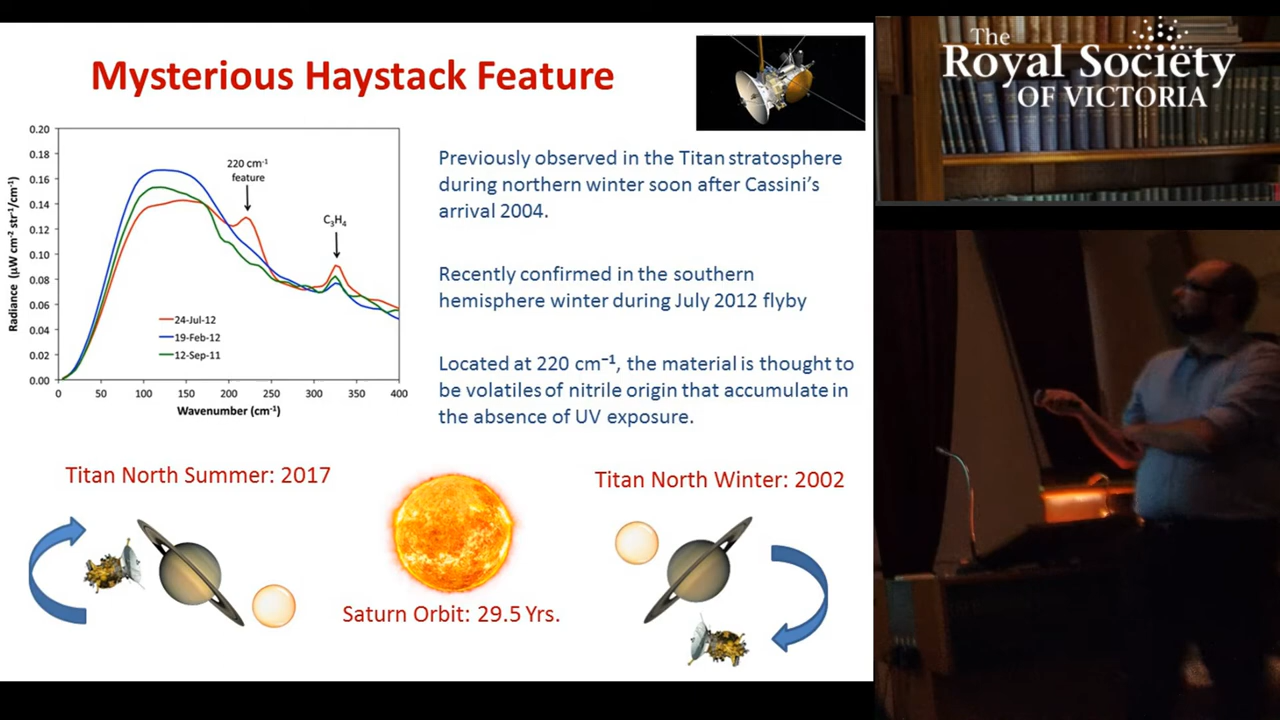 Mysterious Haystack Feature
The
Royal Society
OF VICTORIA
0.20
0.18
0.16
0.14
0.12
0.10
0.08
0.06
0.04
0.02
0.00
Radiance (µW cm⁻² str⁻¹/cm⁻¹)
220 cm⁻¹
feature
C₃H₄
24-Jul-12
19-Feb-12
12-Sep-11
0 50 100 150 200 250 300 350 400
Wavenumber (cm⁻¹)
Previously observed in the Titan stratosphere
during northern winter soon after Cassini’s
arrival 2004.
Recently confirmed in the southern
hemisphere winter during July 2012 flyby
Located at 220 cm⁻¹, the material is thought to
be volatiles of nitrile origin that accumulate in
the absence of UV exposure.
Titan North Summer: 2017
Titan North Winter: 2002
Saturn Orbit: 29.5 Yrs.